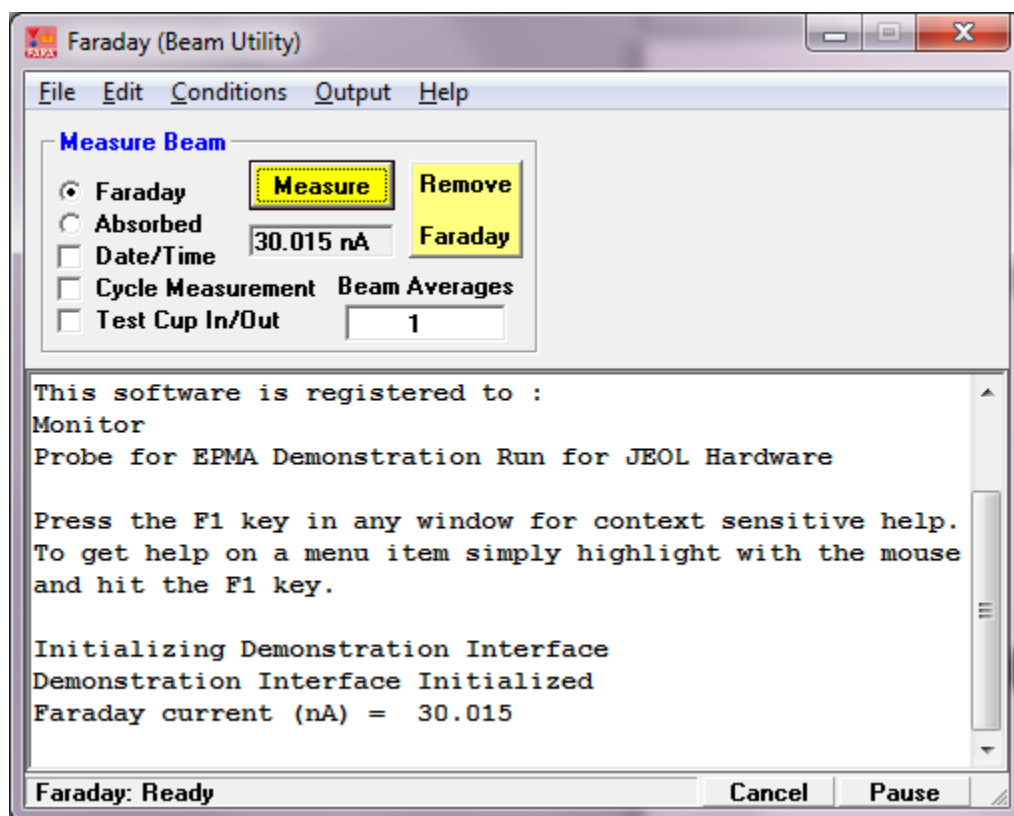 Faraday (Beam Utility)
File Edit Conditions Output Help
Measure Beam
Faraday
Absorbed
Date/Time
Cycle Measurement
Test Cup In/Out
Measure
30.015 nA
Remove
Faraday
Beam Averages
1
This software is registered to :
Monitor
Probe for EPMA Demonstration Run for JEOL Hardware
Press the F1 key in any window for context sensitive help.
To get help on a menu item simply highlight with the mouse
and hit the F1 key.
Initializing Demonstration Interface
Demonstration Interface Initialized
Faraday current (nA) = 30.015
Faraday: Ready
Cancel
Pause